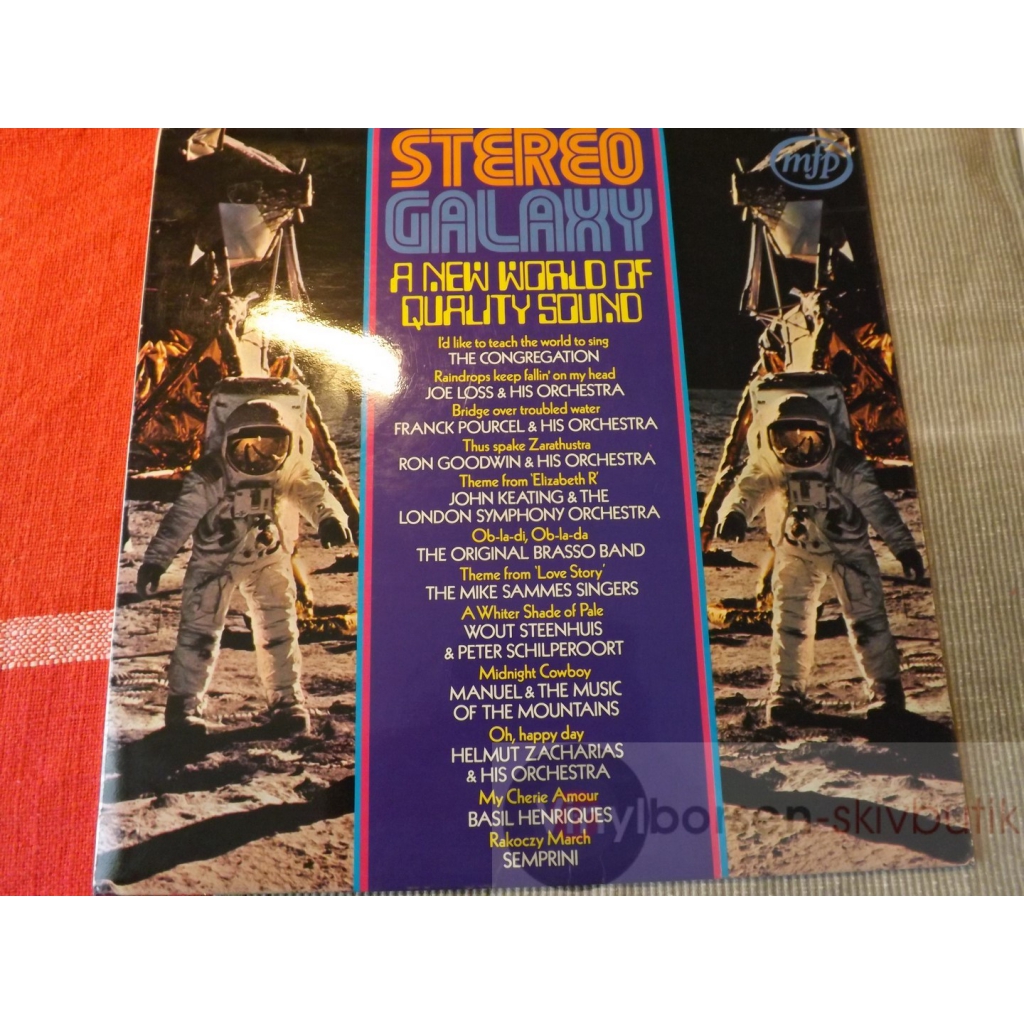 STEREO
GALAXY
mfp
A NEW WORLD OF
QUALITY SOUND
I'd like to teach the world to sing
THE CONGREGATION
Raindrops keep fallin' on my head
JOE LOSS & HIS ORCHESTRA
Bridge over troubled water
FRANCK POURCEL & HIS ORCHESTRA
Thus spake Zarathustra
RON GOODWIN & HIS ORCHESTRA
Theme from 'Elizabeth R'
JOHN KEATING & THE
LONDON SYMPHONY ORCHESTRA
Ob-la-di, Ob-la-da
THE ORIGINAL BRASSO BAND
Theme from 'Love Story'
THE MIKE SAMMES SINGERS
A Whiter Shade of Pale
WOUT STEENHUIS
& PETER SCHILPEROORT
Midnight Cowboy
MANUEL & THE MUSIC
OF THE MOUNTAINS
Oh, happy day
HELMUT ZACHARIAS
& HIS ORCHESTRA
My Cherie Amour
BASIL HENRIQUES
Rakoczy March
SEMPRINI